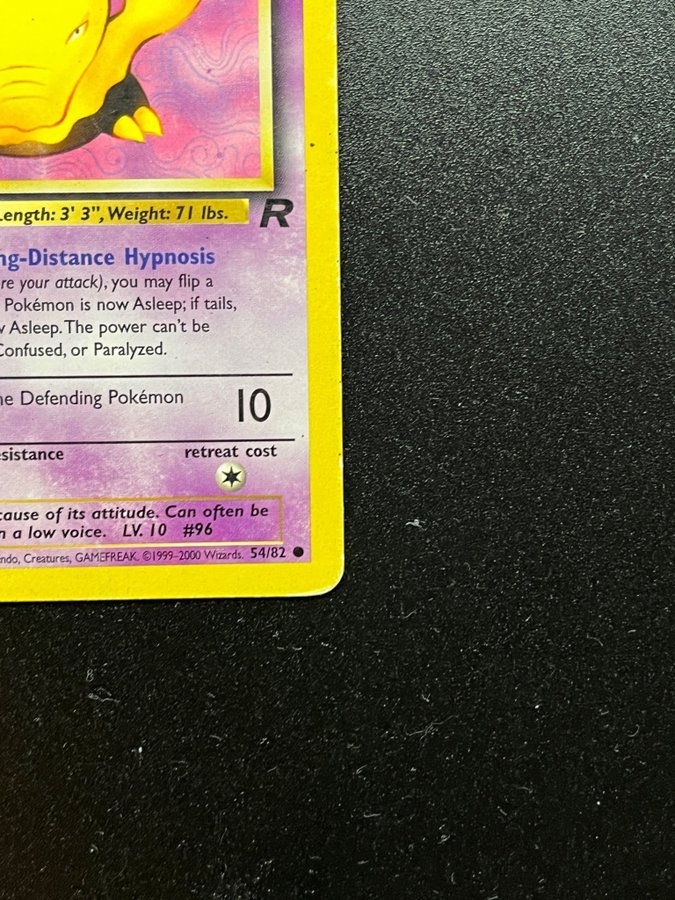 Length: 3' 3", Weight: 71 lbs. R
ng-Distance Hypnosis
re your attack), you may flip a
Pokémon is now Asleep; if tails,
w Asleep. The power can't be
Confused, or Paralyzed.
he Defending Pokémon 10
sistance retreat cost
cause of its attitude. Can often be
n a low voice. LV. 10 #96
ndo, Creatures, GAMEFREAK. ©1999-2000 Wizards. 54/82